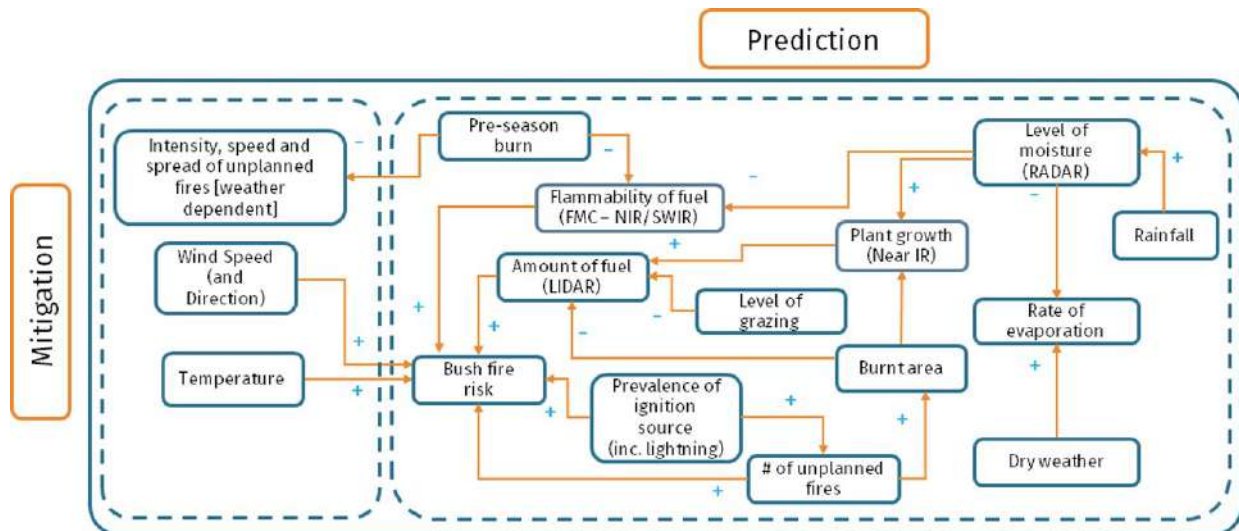 Prediction
Mitigation
Intensity, speed and
spread of unplanned
fires [weather
dependent]
–
Pre-season
burn
–
Level of
moisture
(RADAR)
+
–
Flammability of fuel
(FMC – NIR/SWIR)
+
–
Rainfall
Wind Speed
(and
Direction)
+
Plant growth
(Near IR)
Amount of fuel
(LIDAR)
Level of
grazing
–
+
+
–
Rate of
evaporation
+
Temperature
+
+
Bush fire
risk
Burnt area
+
Prevalence of
ignition
source
(inc. lightning)
+
+
Dry weather
# of unplanned
fires
+